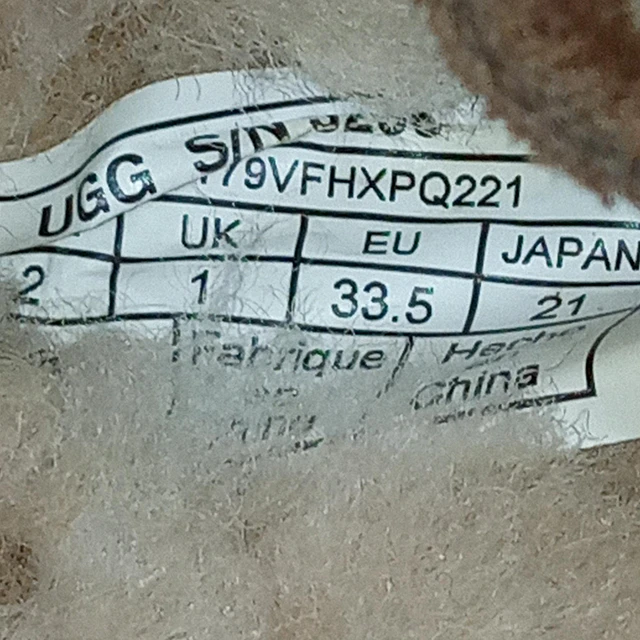 UGG S/N
79VFHXPQ221
UK EU JAPAN
2 1 33.5 21
Fabrique Hecho
China